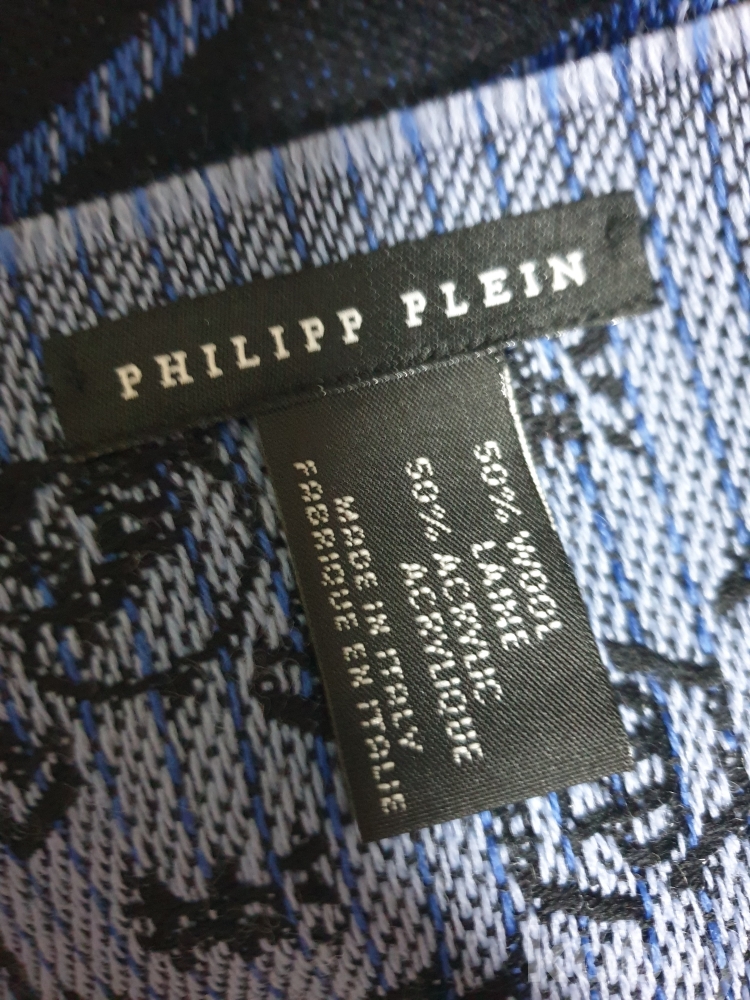 PHILIPP PLEIN
50% WOOL
LAINE
50% ACRYLIC
ACRYLIQUE
MADE IN ITALY
FABRIQUE EN ITALIE